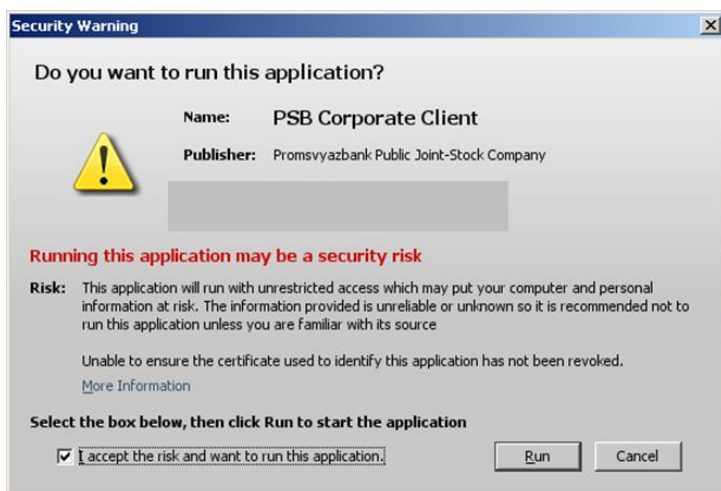 Security Warning
Do you want to run this application?
Name: PSB Corporate Client
Publisher: Promsvyazbank Public Joint-Stock Company
Running this application may be a security risk
Risk: This application will run with unrestricted access which may put your computer and personal
information at risk. The information provided is unreliable or unknown so it is recommended not to
run this application unless you are familiar with its source
Unable to ensure the certificate used to identify this application has not been revoked.
More Information
Select the box below, then click Run to start the application
I accept the risk and want to run this application.
Run Cancel